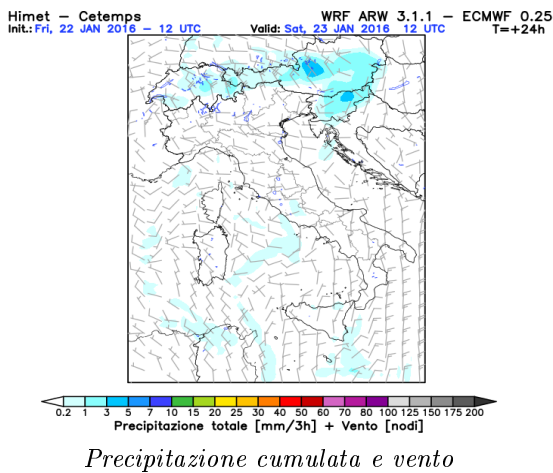 Himet – Cetemps WRF ARW 3.1.1 – ECMWF 0.25
Init.: Fri, 22 JAN 2016 – 12 UTC Valid: Sat, 23 JAN 2016 12 UTC T=+24h
0.2 1 3 5 7 10 15 20 25 30 40 50 60 70 80 100 125 150 175 200
Precipitazione totale [mm/3h] + Vento [nodi]
Precipitazione cumulata e vento